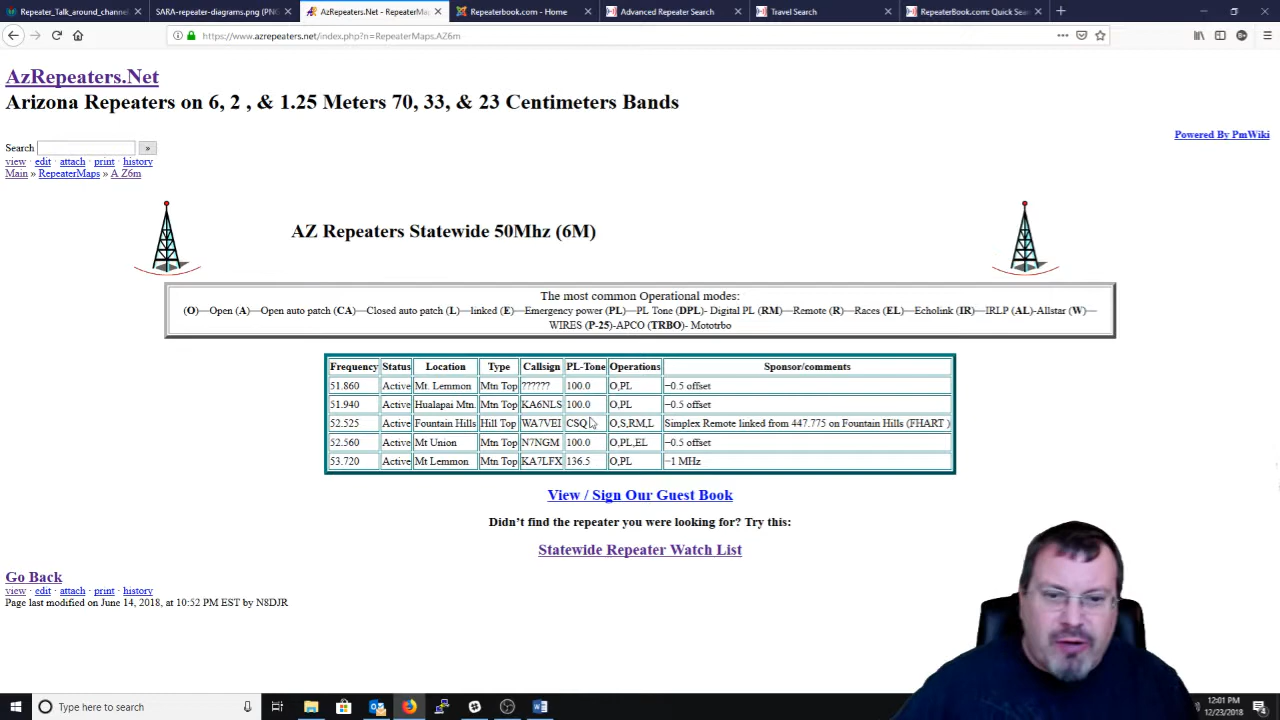 Repeater_Talk_around_channel
SARA-repeater-diagrams.png (PNG
AzRepeaters.Net - RepeaterMa
Repeaterbook.com - Home
Advanced Repeater Search
Travel Search
RepeaterBook.com: Quick Sear
https://www.azrepeaters.net/index.php?n=RepeaterMaps.AZ6m
AzRepeaters.Net
Arizona Repeaters on 6, 2 , & 1.25 Meters 70, 33, & 23 Centimeters Bands
Powered By PmWiki
Search »
view · edit · attach · print · history
Main » RepeaterMaps » A Z6m
AZ Repeaters Statewide 50Mhz (6M)
The most common Operational modes:
(O)—Open (A)—Open auto patch (CA)—Closed auto patch (L)—linked (E)—Emergency power (PL)—PL Tone (DPL)- Digital PL (RM)—Remote (R)—Races (EL)—Echolink (IR)—IRLP (AL)-Allstar (W)—
WIRES (P-25)-APCO (TRBO)- Mototrbo
Frequency Status Location Type Callsign PL-Tone Operations Sponsor/comments
51.860 Active Mt. Lemmon Mtn Top ?????? 100.0 O,PL −0.5 offset
51.940 Active Hualapai Mtn. Mtn Top KA6NLS 100.0 O,PL −0.5 offset
52.525 Active Fountain Hills Hill Top WA7VEI CSQ O,S,RM,L Simplex Remote linked from 447.775 on Fountain Hills (FHART )
52.560 Active Mt Union Mtn Top N7NGM 100.0 O,PL,EL −0.5 offset
53.720 Active Mt Lemmon Mtn Top KA7LFX 136.5 O,PL −1 MHz
View / Sign Our Guest Book
Didn't find the repeater you were looking for? Try this:
Statewide Repeater Watch List
Go Back
view · edit · attach · print · history
Page last modified on June 14, 2018, at 10:52 PM EST by N8DJR
Type here to search
12:01 PM
12/23/2018